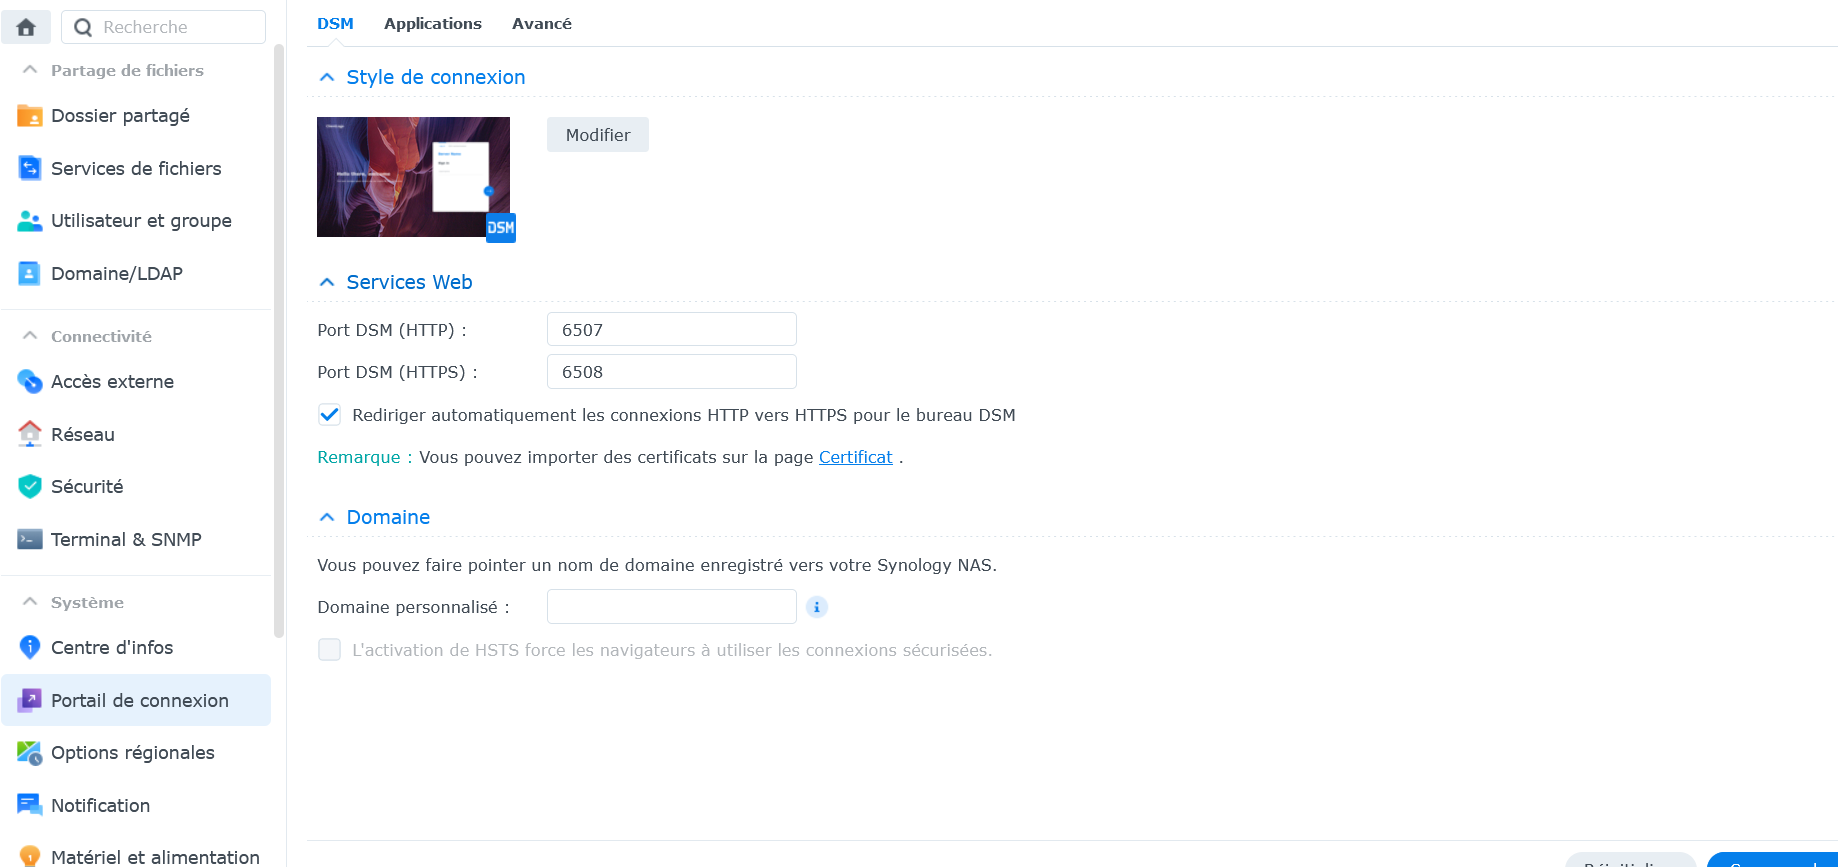 Recherche
Partage de fichiers
Dossier partagé
Services de fichiers
Utilisateur et groupe
Domaine/LDAP
Connectivité
Accès externe
Réseau
Sécurité
Terminal & SNMP
Système
Centre d'infos
Portail de connexion
Options régionales
Notification
Matériel et alimentation
DSM Applications Avancé
Style de connexion
Hello there, welcome
Sign in
DSM
Modifier
Services Web
Port DSM (HTTP) : 6507
Port DSM (HTTPS) : 6508
Rediriger automatiquement les connexions HTTP vers HTTPS pour le bureau DSM
Remarque : Vous pouvez importer des certificats sur la page Certificat .
Domaine
Vous pouvez faire pointer un nom de domaine enregistré vers votre Synology NAS.
Domaine personnalisé :
L'activation de HSTS force les navigateurs à utiliser les connexions sécurisées.